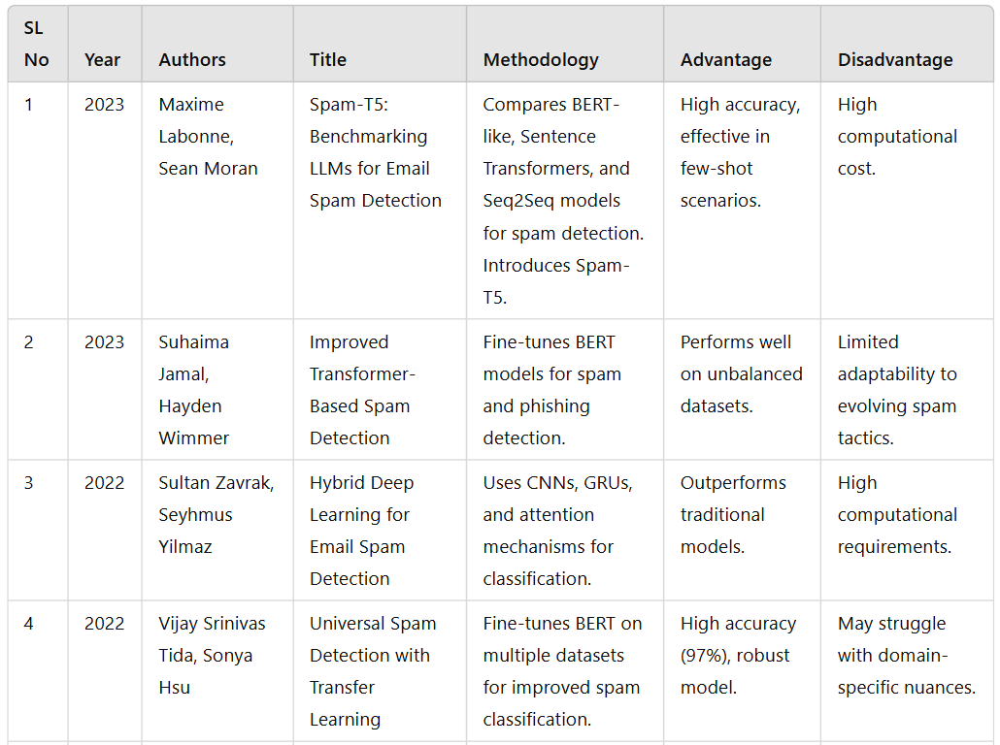 SL No | Year | Authors | Title | Methodology | Advantage | Disadvantage
1 | 2023 | Maxime Labonne, Sean Moran | Spam-T5: Benchmarking LLMs for Email Spam Detection | Compares BERT-like, Sentence Transformers, and Seq2Seq models for spam detection. Introduces Spam-T5. | High accuracy, effective in few-shot scenarios. | High computational cost.
2 | 2023 | Suhaima Jamal, Hayden Wimmer | Improved Transformer-Based Spam Detection | Fine-tunes BERT models for spam and phishing detection. | Performs well on unbalanced datasets. | Limited adaptability to evolving spam tactics.
3 | 2022 | Sultan Zavrak, Seyhmus Yilmaz | Hybrid Deep Learning for Email Spam Detection | Uses CNNs, GRUs, and attention mechanisms for classification. | Outperforms traditional models. | High computational requirements.
4 | 2022 | Vijay Srinivas Tida, Sonya Hsu | Universal Spam Detection with Transfer Learning | Fine-tunes BERT on multiple datasets for improved spam classification. | High accuracy (97%), robust model. | May struggle with domain-specific nuances.